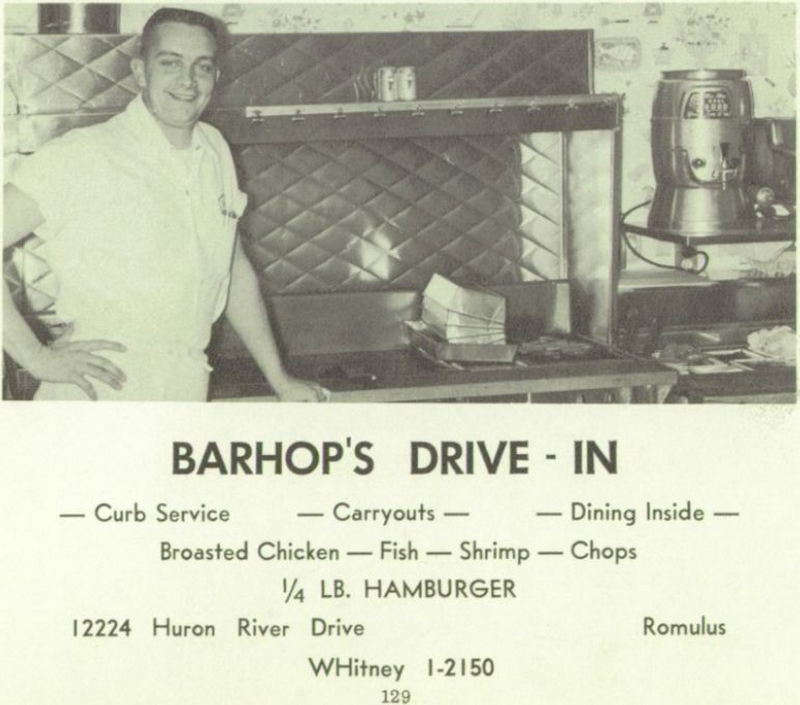 BARHOP'S DRIVE - IN
— Curb Service — Carryouts — — Dining Inside —
Broasted Chicken — Fish — Shrimp — Chops
¼ LB. HAMBURGER
12224 Huron River Drive Romulus
WHitney 1-2150
129